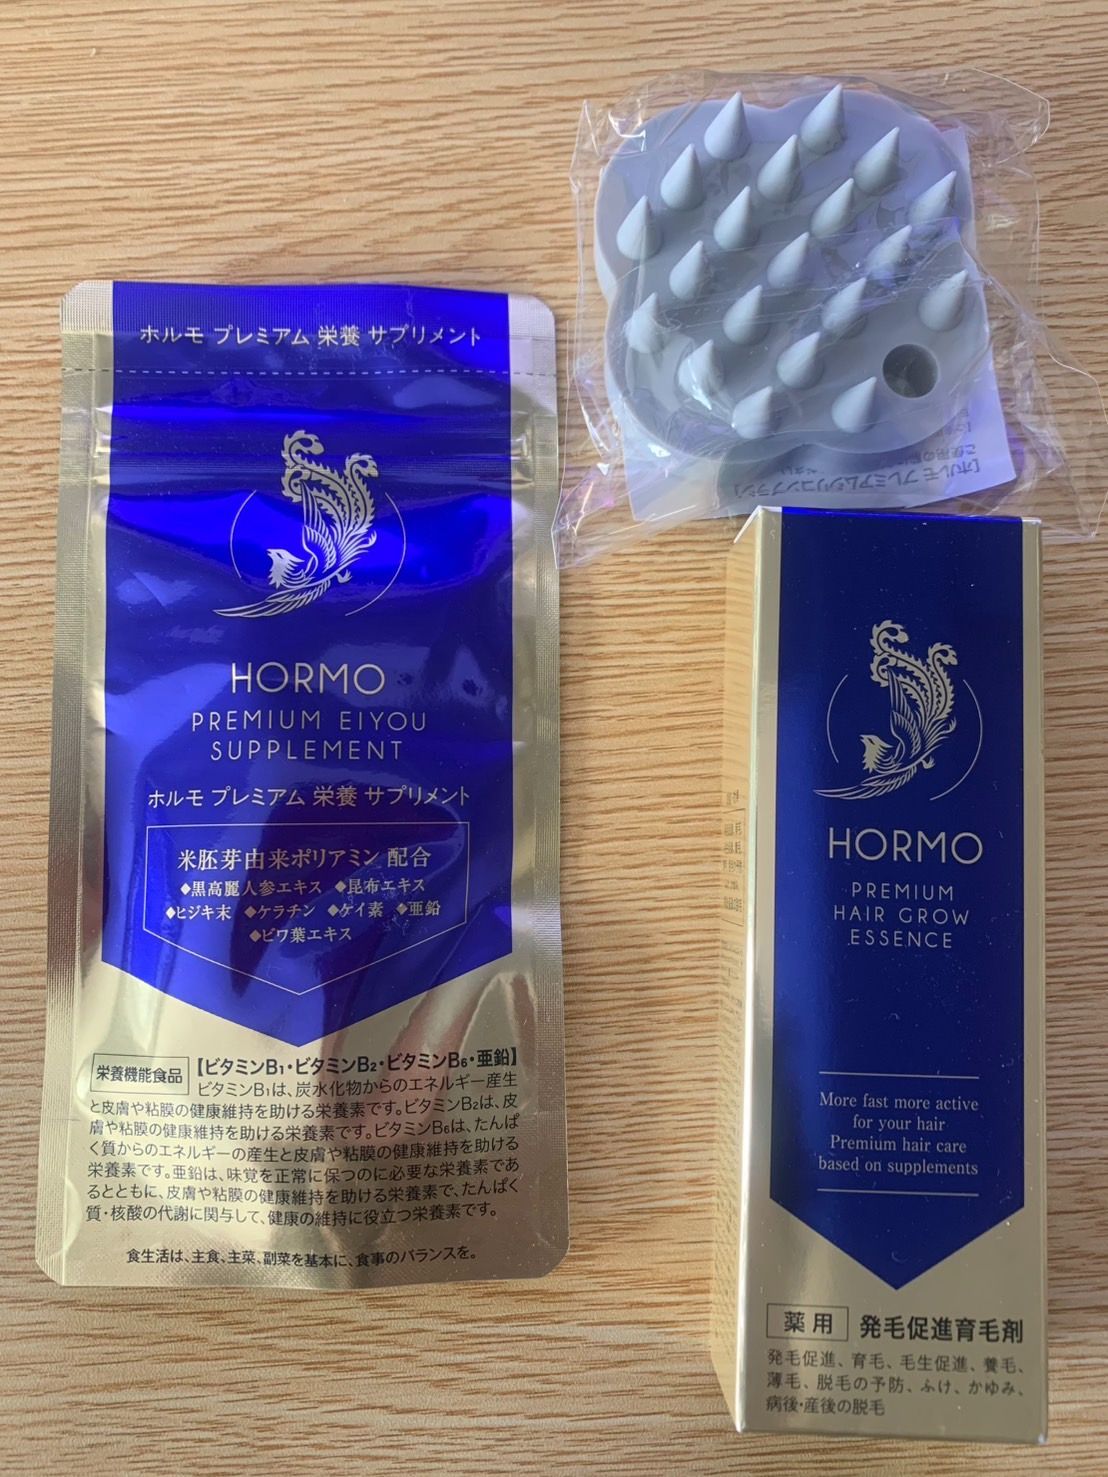 ホルモ プレミアム 栄養 サプリメント
HORMO
PREMIUM EIYOU
SUPPLEMENT
ホルモ プレミアム 栄養 サプリメント
米胚芽由来ポリアミン 配合
◆黒高麗人参エキス ◆昆布エキス
◆ヒジキ末 ◆ケラチン ◆ケイ素 ◆亜鉛
◆ビワ葉エキス
栄養機能食品 【ビタミンB₁・ビタミンB₂・ビタミンB₆・亜鉛】
ビタミンB₁は、炭水化物からのエネルギー産生
と皮膚や粘膜の健康維持を助ける栄養素です。ビタミンB₂は、皮
膚や粘膜の健康維持を助ける栄養素です。ビタミンB₆は、たんぱ
く質からのエネルギーの産生と皮膚や粘膜の健康維持を助ける
栄養素です。亜鉛は、味覚を正常に保つのに必要な栄養素であ
るとともに、皮膚や粘膜の健康維持を助ける栄養素で、たんぱく
質・核酸の代謝に関与して、健康の維持に役立つ栄養素です。
食生活は、主食、主菜、副菜を基本に、食事のバランスを。
【ホルモ プレミアムシリコンブラシ】
HORMO
PREMIUM
HAIR GROW
ESSENCE
More fast more active
for your hair
Premium hair care
based on supplements
薬用 発毛促進育毛剤
発毛促進、育毛、毛生促進、養毛、
薄毛、脱毛の予防、ふけ、かゆみ、
病後・産後の脱毛